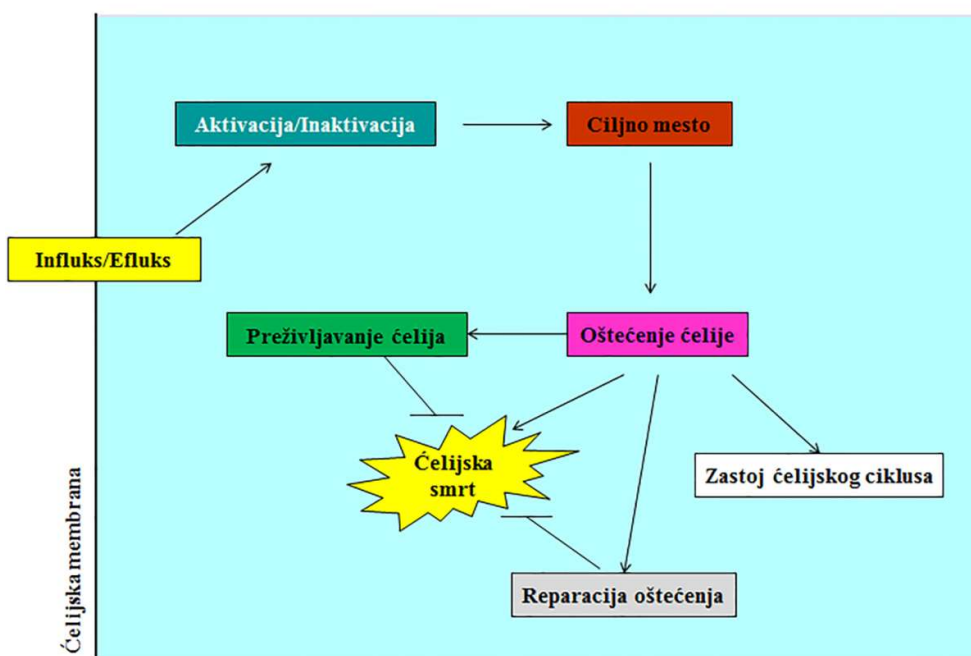 Aktivacija/Inaktivacija
Ciljno mesto
Influks/Efluks
Preživljavanje ćelija
Oštećenje ćelije
Ćelijska
smrt
Zastoj ćelijskog ciklusa
Reparacija oštećenja
Ćelijska membrana